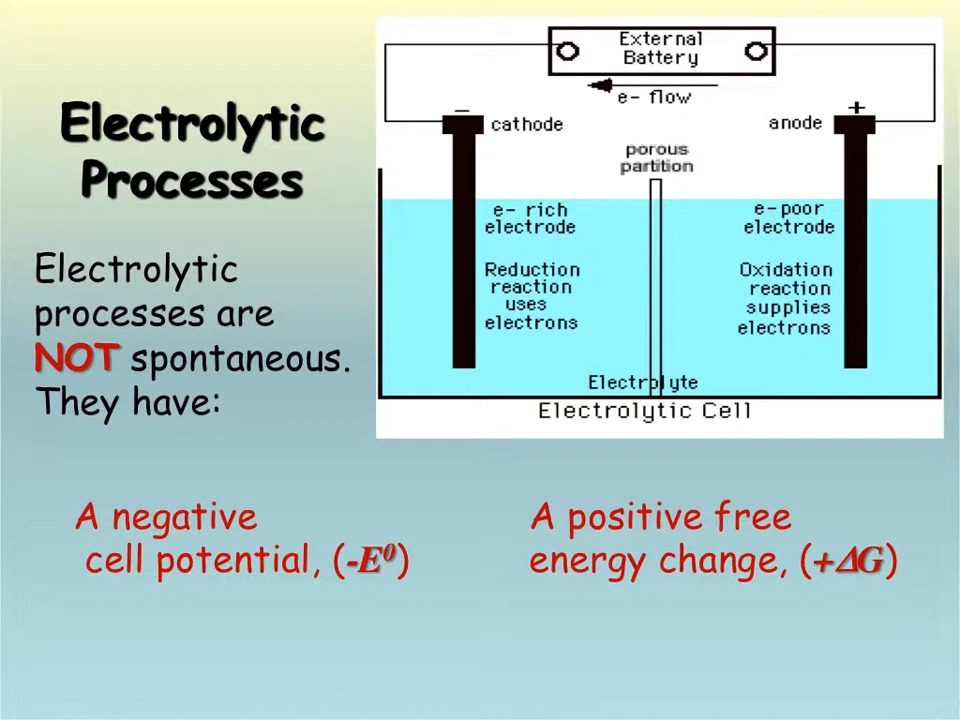 Electrolytic
Processes
Electrolytic
processes are
NOT spontaneous.
They have:
External
Battery
e- flow
−
cathode
anode
+
porous
partition
e- rich
electrode
e-poor
electrode
Reduction
reaction
uses
electrons
Oxidation
reaction
supplies
electrons
Electrolyte
Electrolytic Cell
A negative
cell potential, (-E⁰)
A positive free
energy change, (+ΔG)